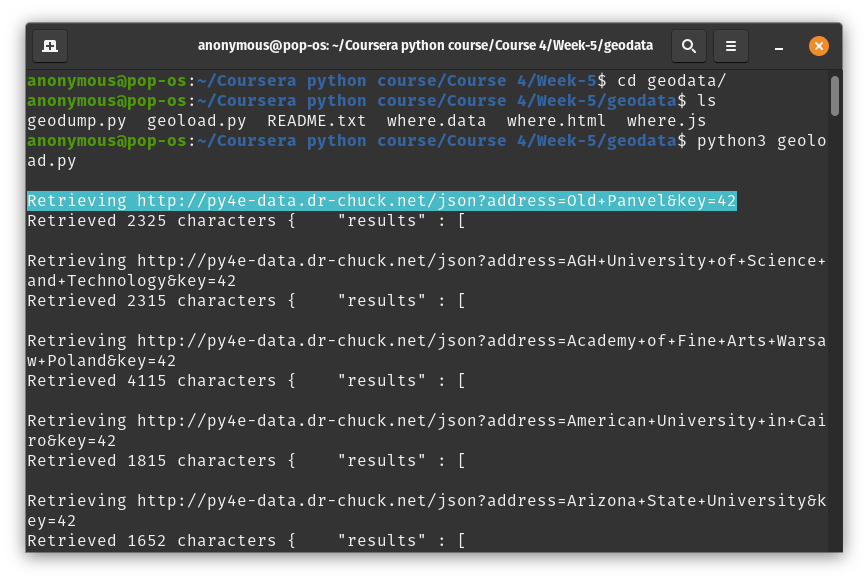 anonymous@pop-os: ~/Coursera python course/Course 4/Week-5/geodata
anonymous@pop-os:~/Coursera python course/Course 4/Week-5$ cd geodata/
anonymous@pop-os:~/Coursera python course/Course 4/Week-5/geodata$ ls
geodump.py  geoload.py  README.txt  where.data  where.html  where.js
anonymous@pop-os:~/Coursera python course/Course 4/Week-5/geodata$ python3 geolo
ad.py
Retrieving http://py4e-data.dr-chuck.net/json?address=Old+Panvel&key=42
Retrieved 2325 characters {    "results" : [
Retrieving http://py4e-data.dr-chuck.net/json?address=AGH+University+of+Science+
and+Technology&key=42
Retrieved 2315 characters {    "results" : [
Retrieving http://py4e-data.dr-chuck.net/json?address=Academy+of+Fine+Arts+Warsa
w+Poland&key=42
Retrieved 4115 characters {    "results" : [
Retrieving http://py4e-data.dr-chuck.net/json?address=American+University+in+Cai
ro&key=42
Retrieved 1815 characters {    "results" : [
Retrieving http://py4e-data.dr-chuck.net/json?address=Arizona+State+University&k
ey=42
Retrieved 1652 characters {    "results" : [